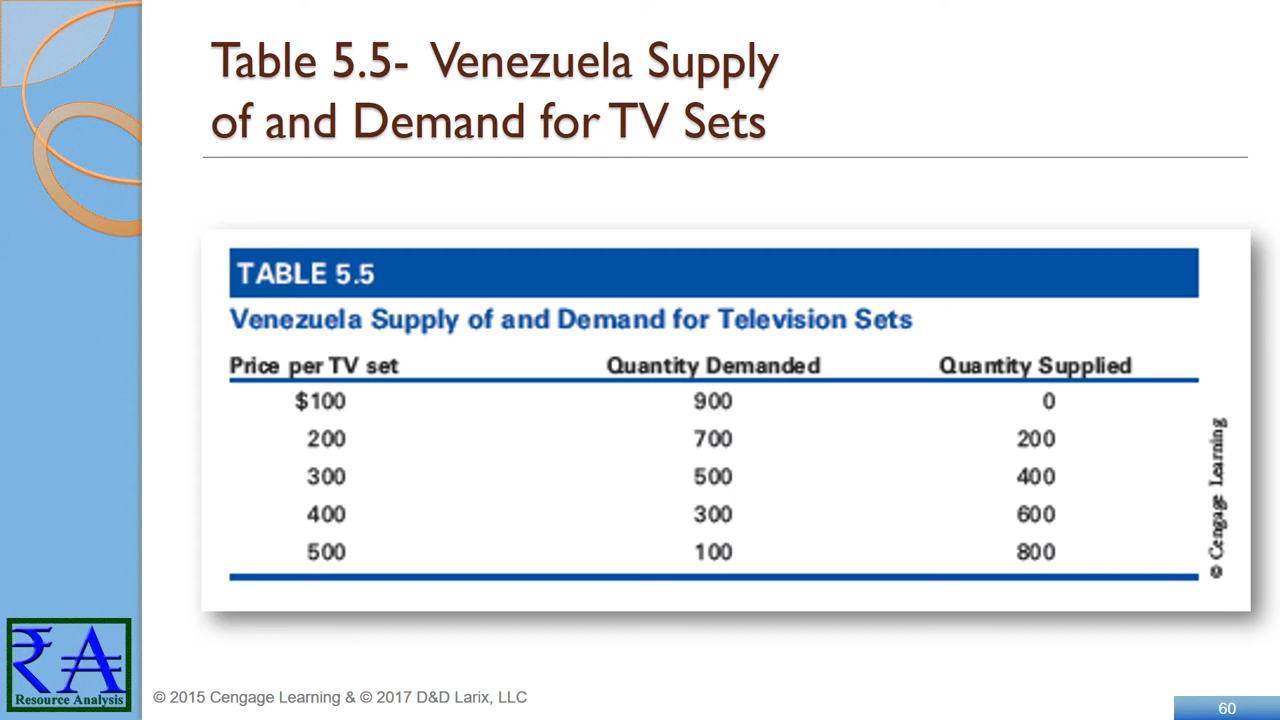 Table 5.5- Venezuela Supply
of and Demand for TV Sets
TABLE 5.5
Venezuela Supply of and Demand for Television Sets
Price per TV set Quantity Demanded Quantity Supplied
$100 900 0
200 700 200
300 500 400
400 300 600
500 100 800
© Cengage Learning
₹A
Resource Analysis
© 2015 Cengage Learning & © 2017 D&D Larix, LLC
60